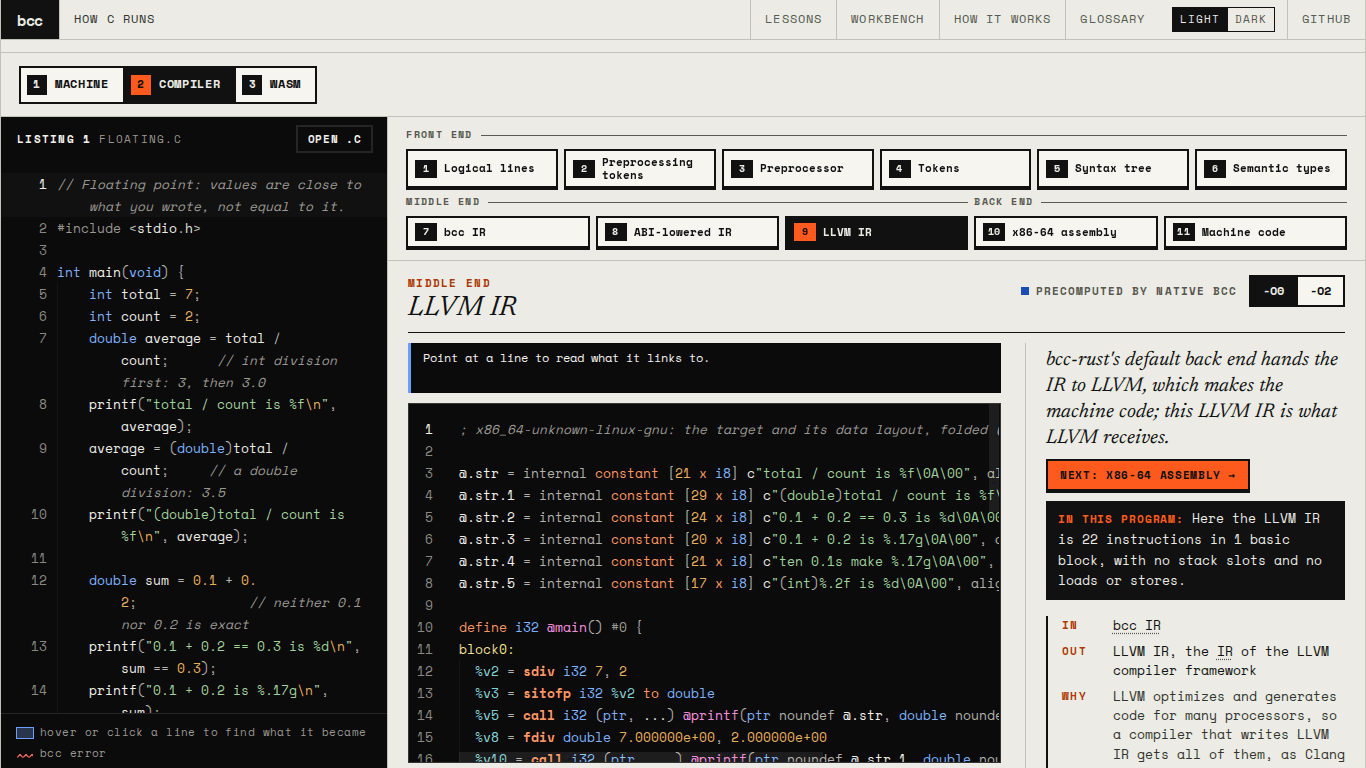 bcc HOW C RUNS LESSONS WORKBENCH HOW IT WORKS GLOSSARY LIGHT DARK GITHUB
1 MACHINE 2 COMPILER 3 WASM
LISTING 1 FLOATING.C OPEN .C
1 // Floating point: values are close to
what you wrote, not equal to it.
2 #include <stdio.h>
3
4 int main(void) {
5 int total = 7;
6 int count = 2;
7 double average = total /
count; // int division
first: 3, then 3.0
8 printf("total / count is %f\n",
average);
9 average = (double)total /
count; // a double
division: 3.5
10 printf("(double)total / count is
%f\n", average);
11
12 double sum = 0.1 + 0.
2; // neither 0.1
nor 0.2 is exact
13 printf("0.1 + 0.2 == 0.3 is %d\n",
sum == 0.3);
14 printf("0.1 + 0.2 is %.17g\n",
sum);
hover or click a line to find what it became
bcc error
FRONT END
1 Logical lines
2 Preprocessing
tokens
3 Preprocessor
4 Tokens
5 Syntax tree
6 Semantic types
MIDDLE END BACK END
7 bcc IR
8 ABI-lowered IR
9 LLVM IR
10 x86-64 assembly
11 Machine code
MIDDLE END
LLVM IR
PRECOMPUTED BY NATIVE BCC -O0 -O2
Point at a line to read what it links to.
1 ; x86_64-unknown-linux-gnu: the target and its data layout, folded
2
3 @.str = internal constant [21 x i8] c"total / count is %f\0A\00", al
4 @.str.1 = internal constant [29 x i8] c"(double)total / count is %f\
5 @.str.2 = internal constant [24 x i8] c"0.1 + 0.2 == 0.3 is %d\0A\00
6 @.str.3 = internal constant [20 x i8] c"0.1 + 0.2 is %.17g\0A\00",
7 @.str.4 = internal constant [21 x i8] c"ten 0.1s make %.17g\0A\00",
8 @.str.5 = internal constant [17 x i8] c"(int)%.2f is %d\0A\00", alig
9
10 define i32 @main() #0 {
11 block0:
12 %v2 = sdiv i32 7, 2
13 %v3 = sitofp i32 %v2 to double
14 %v5 = call i32 (ptr, ...) @printf(ptr noundef @.str, double nounde
15 %v8 = fdiv double 7.000000e+00, 2.000000e+00
16 %v10 = call i32 (ptr, ...) @printf(ptr noundef @.str.1, double nou
bcc-rust's default back end hands the
IR to LLVM, which makes the
machine code; this LLVM IR is what
LLVM receives.
NEXT: X86-64 ASSEMBLY →
IN THIS PROGRAM: Here the LLVM IR
is 22 instructions in 1 basic
block, with no stack slots and no
loads or stores.
IN bcc IR
OUT LLVM IR, the IR of the LLVM
compiler framework
WHY LLVM optimizes and generates
code for many processors, so
a compiler that writes LLVM
IR gets all of them, as Clang